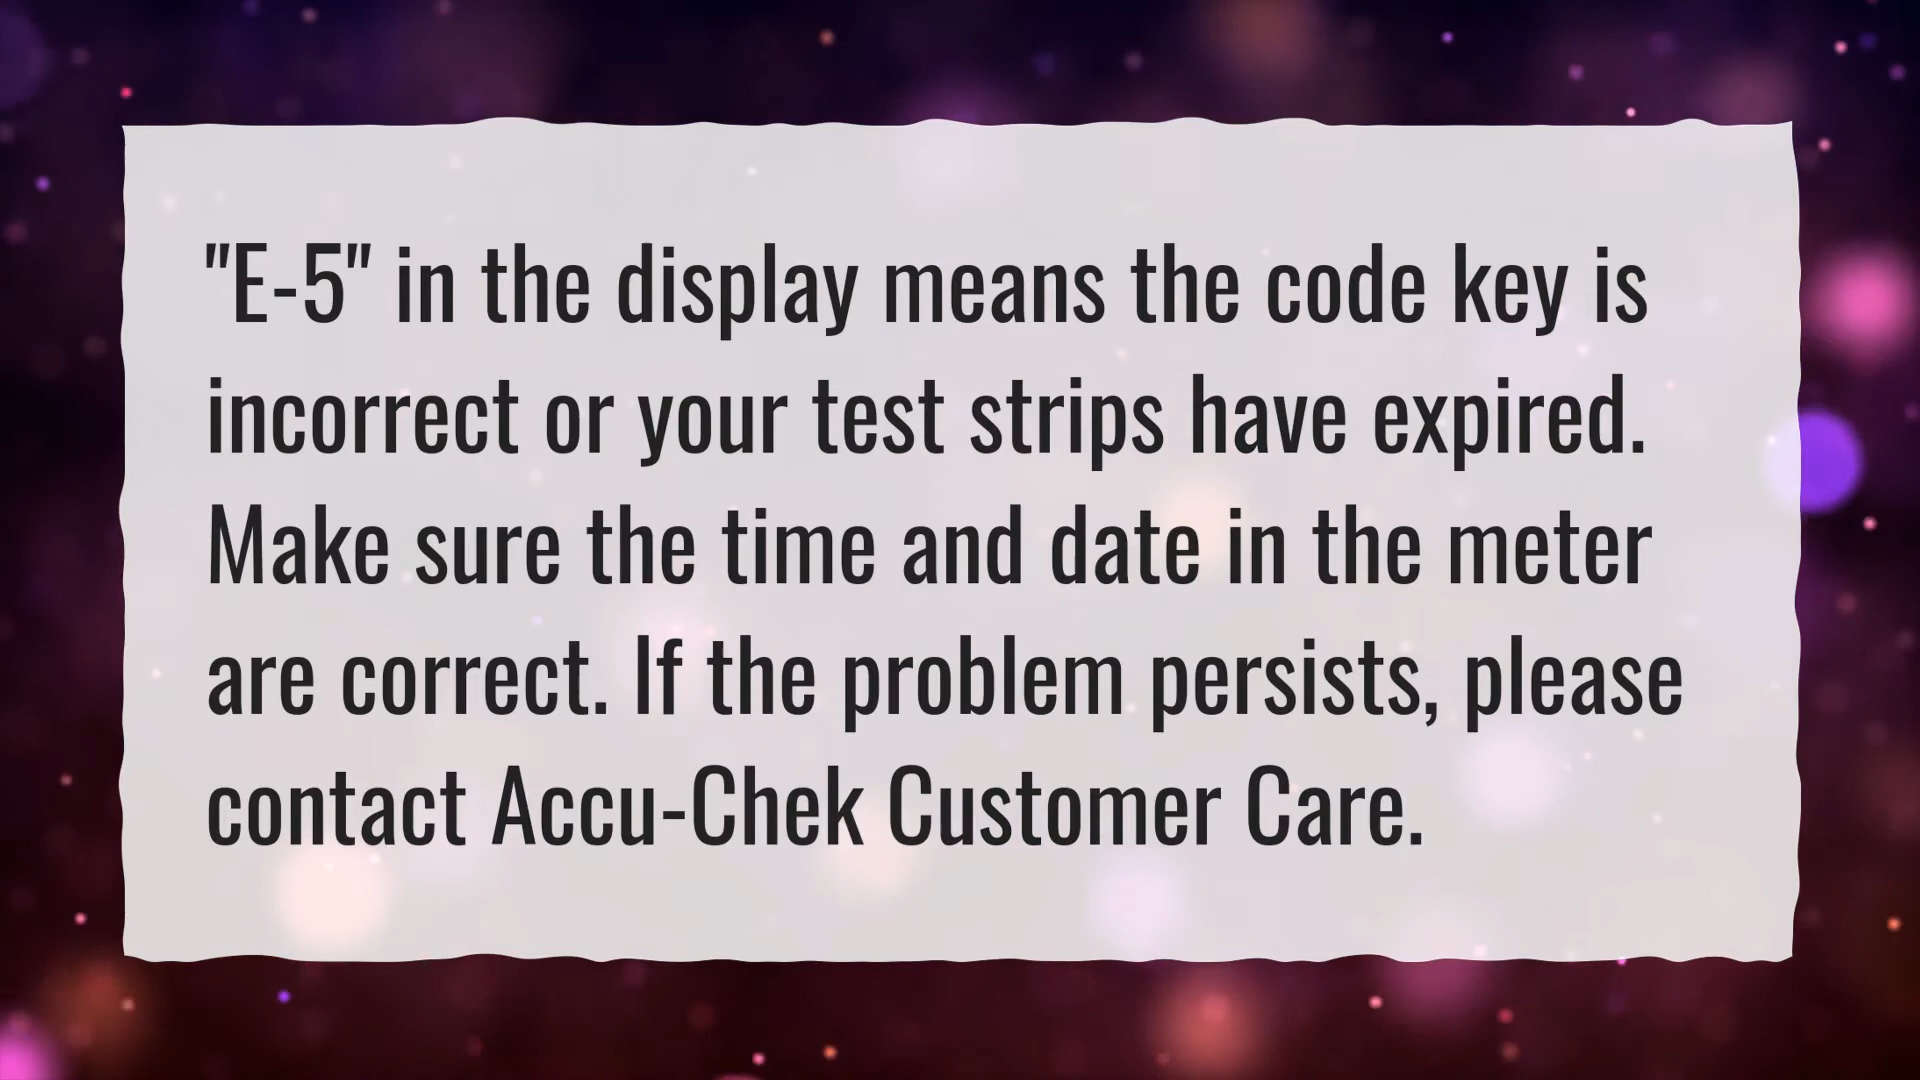 "E-5" in the display means the code key is
incorrect or your test strips have expired.
Make sure the time and date in the meter
are correct. If the problem persists, please
contact Accu-Chek Customer Care.